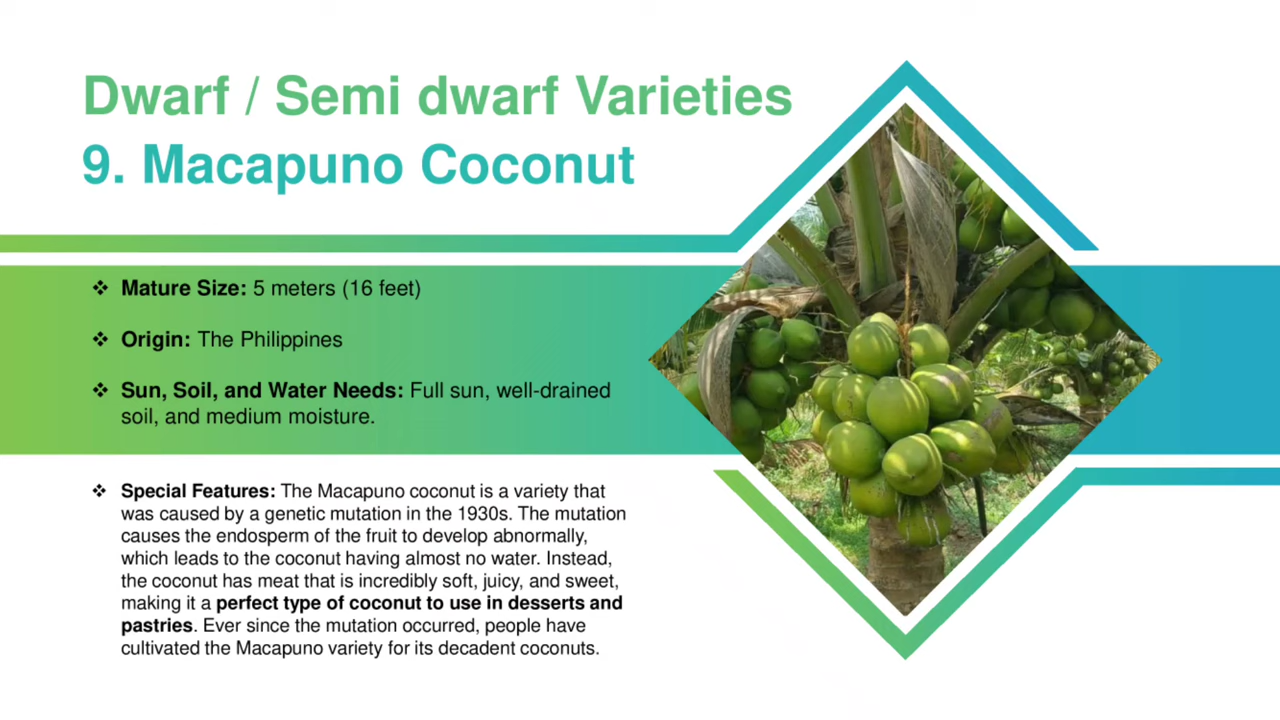 Dwarf / Semi dwarf Varieties
9. Macapuno Coconut
❖ Mature Size: 5 meters (16 feet)
❖ Origin: The Philippines
❖ Sun, Soil, and Water Needs: Full sun, well-drained
soil, and medium moisture.
❖ Special Features: The Macapuno coconut is a variety that
was caused by a genetic mutation in the 1930s. The mutation
causes the endosperm of the fruit to develop abnormally,
which leads to the coconut having almost no water. Instead,
the coconut has meat that is incredibly soft, juicy, and sweet,
making it a perfect type of coconut to use in desserts and
pastries. Ever since the mutation occurred, people have
cultivated the Macapuno variety for its decadent coconuts.